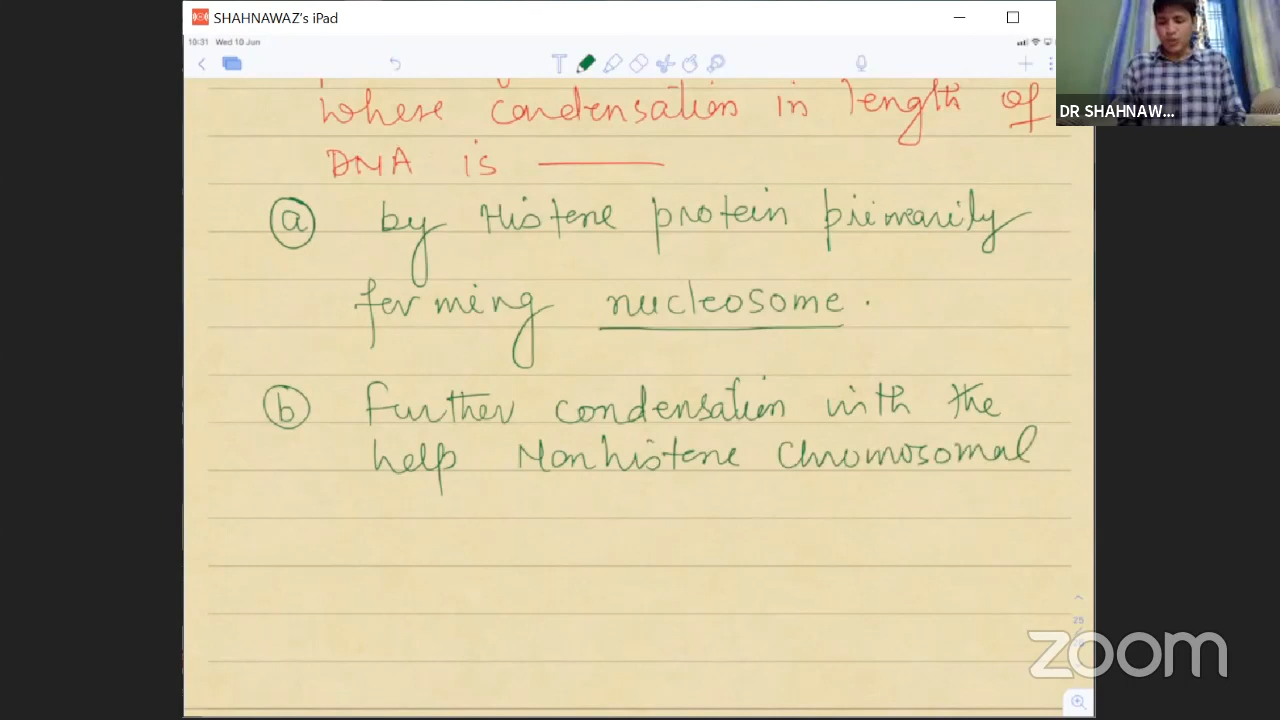 SHAHNAWAZ's iPad
10:31 Wed 10 Jun
DR SHAHNAW...
where condensation in length of
DNA is
a by Histone protein primarily
forming nucleosome.
b Further condensation with the
help Nonhistone Chromosomal
25
zoom